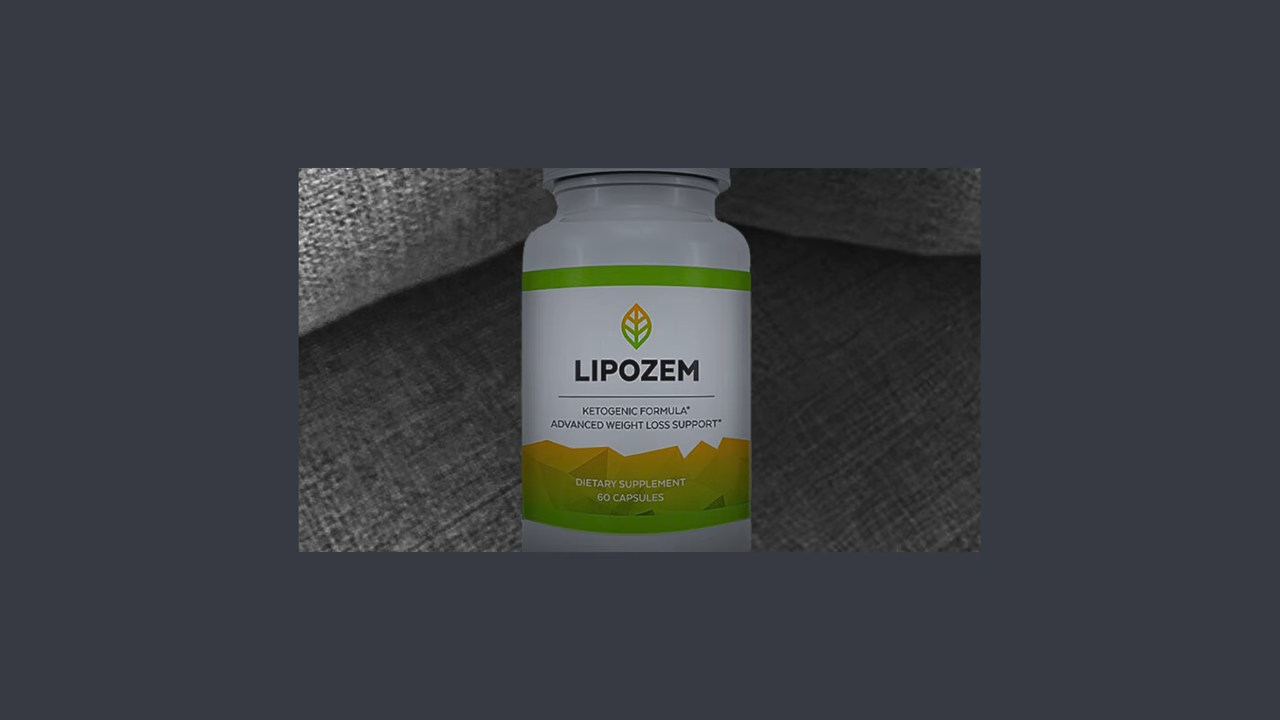 LIPOZEM
KETOGENIC FORMULA*
ADVANCED WEIGHT LOSS SUPPORT*
DIETARY SUPPLEMENT
60 CAPSULES